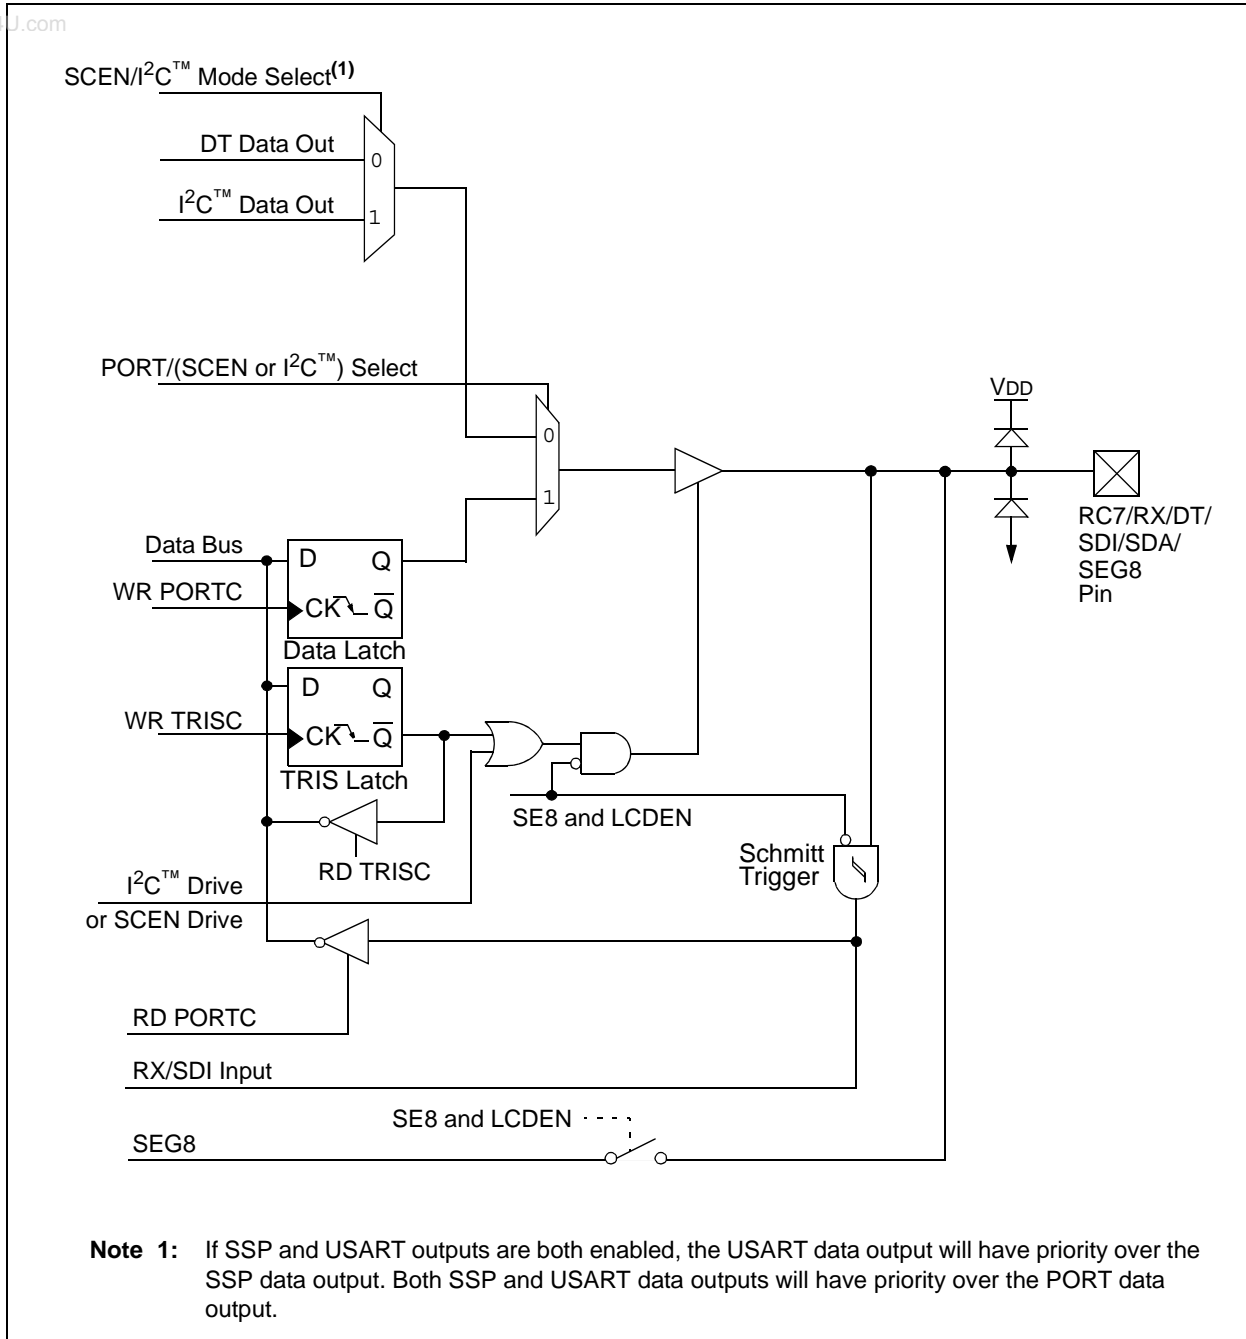 4U.com
SCEN/I²C™ Mode Select(1)
DT Data Out
0
I²C™ Data Out
1
PORT/(SCEN or I²C™) Select
VDD
0
1
RC7/RX/DT/
SDI/SDA/
SEG8
Pin
Data Bus
D Q
WR PORTC
CK Q̅
Data Latch
D Q
WR TRISC
CK Q̅
TRIS Latch
SE8 and LCDEN
RD TRISC
Schmitt
Trigger
I²C™ Drive
or SCEN Drive
RD PORTC
RX/SDI Input
SE8 and LCDEN
SEG8
Note 1: If SSP and USART outputs are both enabled, the USART data output will have priority over the
SSP data output. Both SSP and USART data outputs will have priority over the PORT data
output.